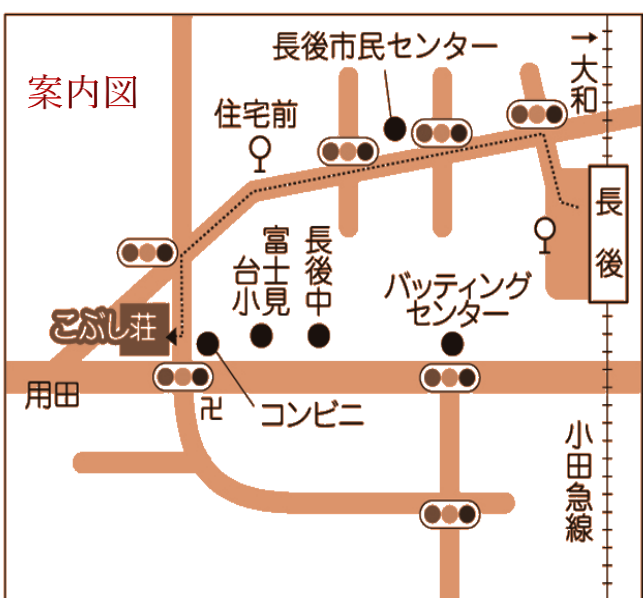 案内図
長後市民センター
→大和
住宅前
長後
富士見台小
長後中
バッティングセンター
こぶし荘
用田
卍
コンビニ
小田急線